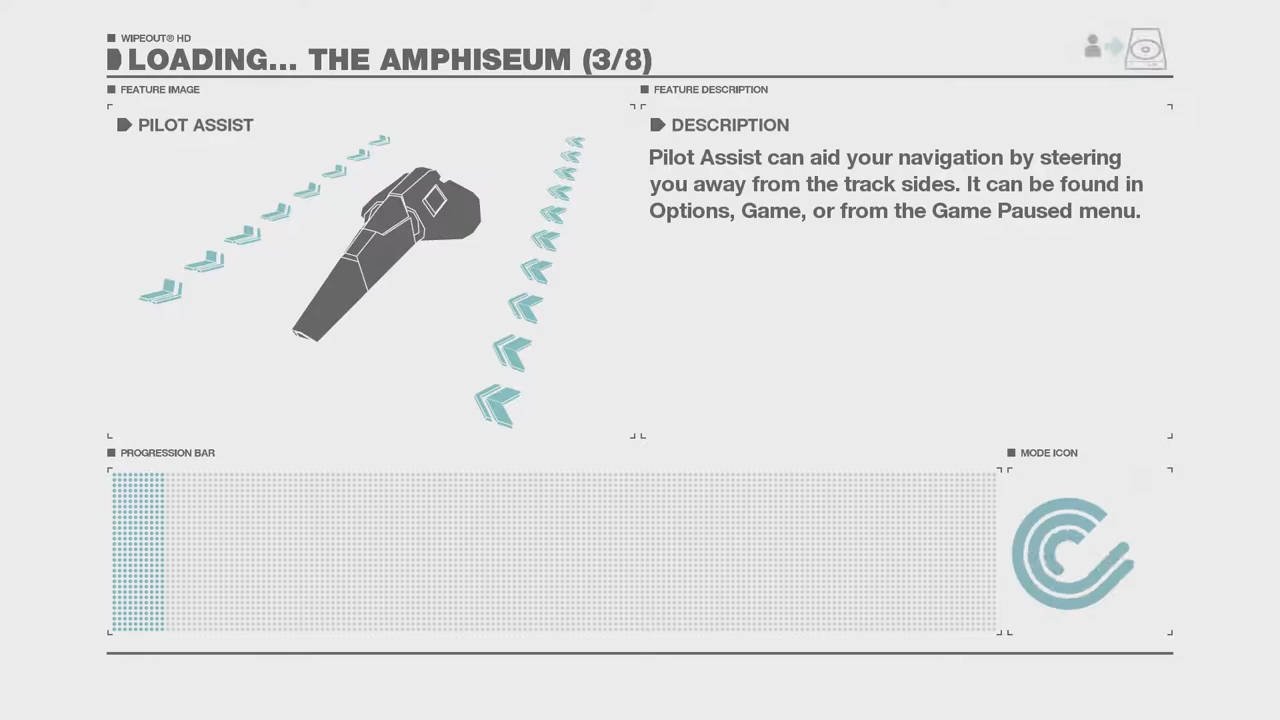 WIPEOUT® HD
LOADING... THE AMPHISEUM (3/8)
FEATURE IMAGE
FEATURE DESCRIPTION
PILOT ASSIST
DESCRIPTION
Pilot Assist can aid your navigation by steering
you away from the track sides. It can be found in
Options, Game, or from the Game Paused menu.
PROGRESSION BAR
MODE ICON